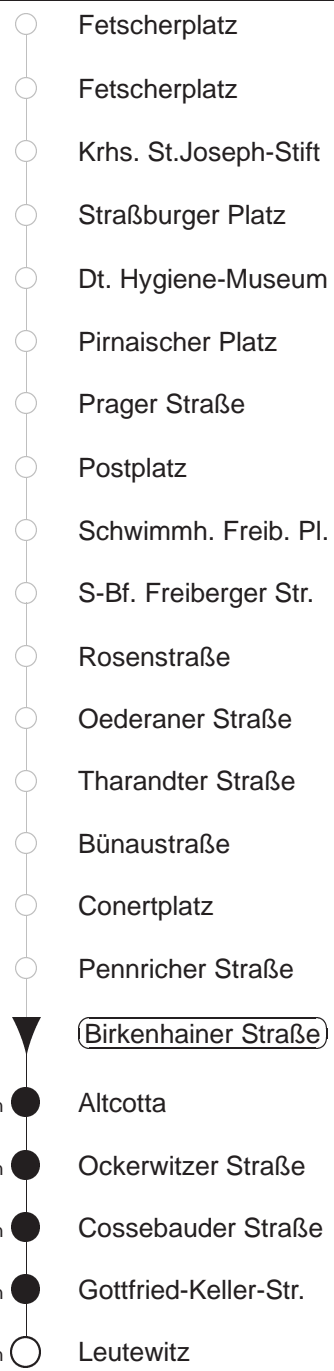 Fetscherplatz
Fetscherplatz
Krhs. St.Joseph-Stift
Straßburger Platz
Dt. Hygiene-Museum
Pirnaischer Platz
Prager Straße
Postplatz
Schwimmh. Freib. Pl.
S-Bf. Freiberger Str.
Rosenstraße
Oederaner Straße
Tharandter Straße
Bünaustraße
Conertplatz
Pennricher Straße
Birkenhainer Straße
Altcotta
Ockerwitzer Straße
Cossebauder Straße
Gottfried-Keller-Str.
Leutewitz